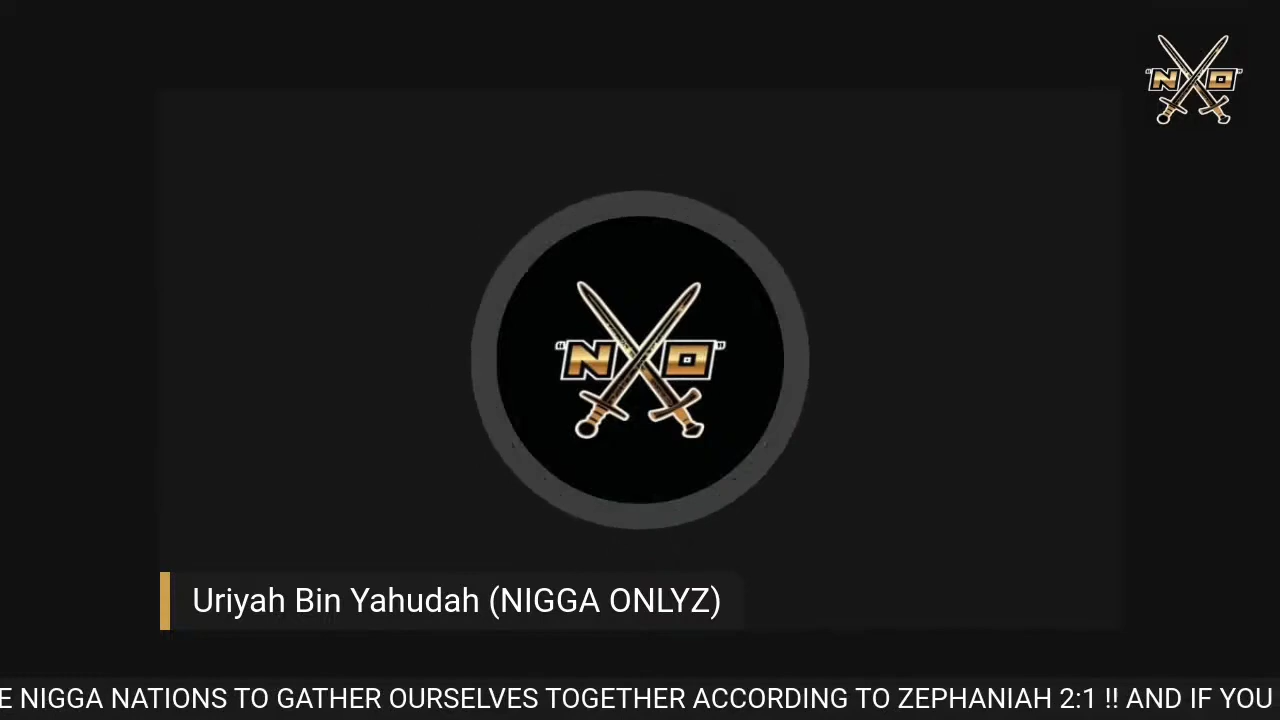 "NXO"
"NXO"
Uriyah Bin Yahudah (NIGGA ONLYZ)
E NIGGA NATIONS TO GATHER OURSELVES TOGETHER ACCORDING TO ZEPHANIAH 2:1 !! AND IF YOU